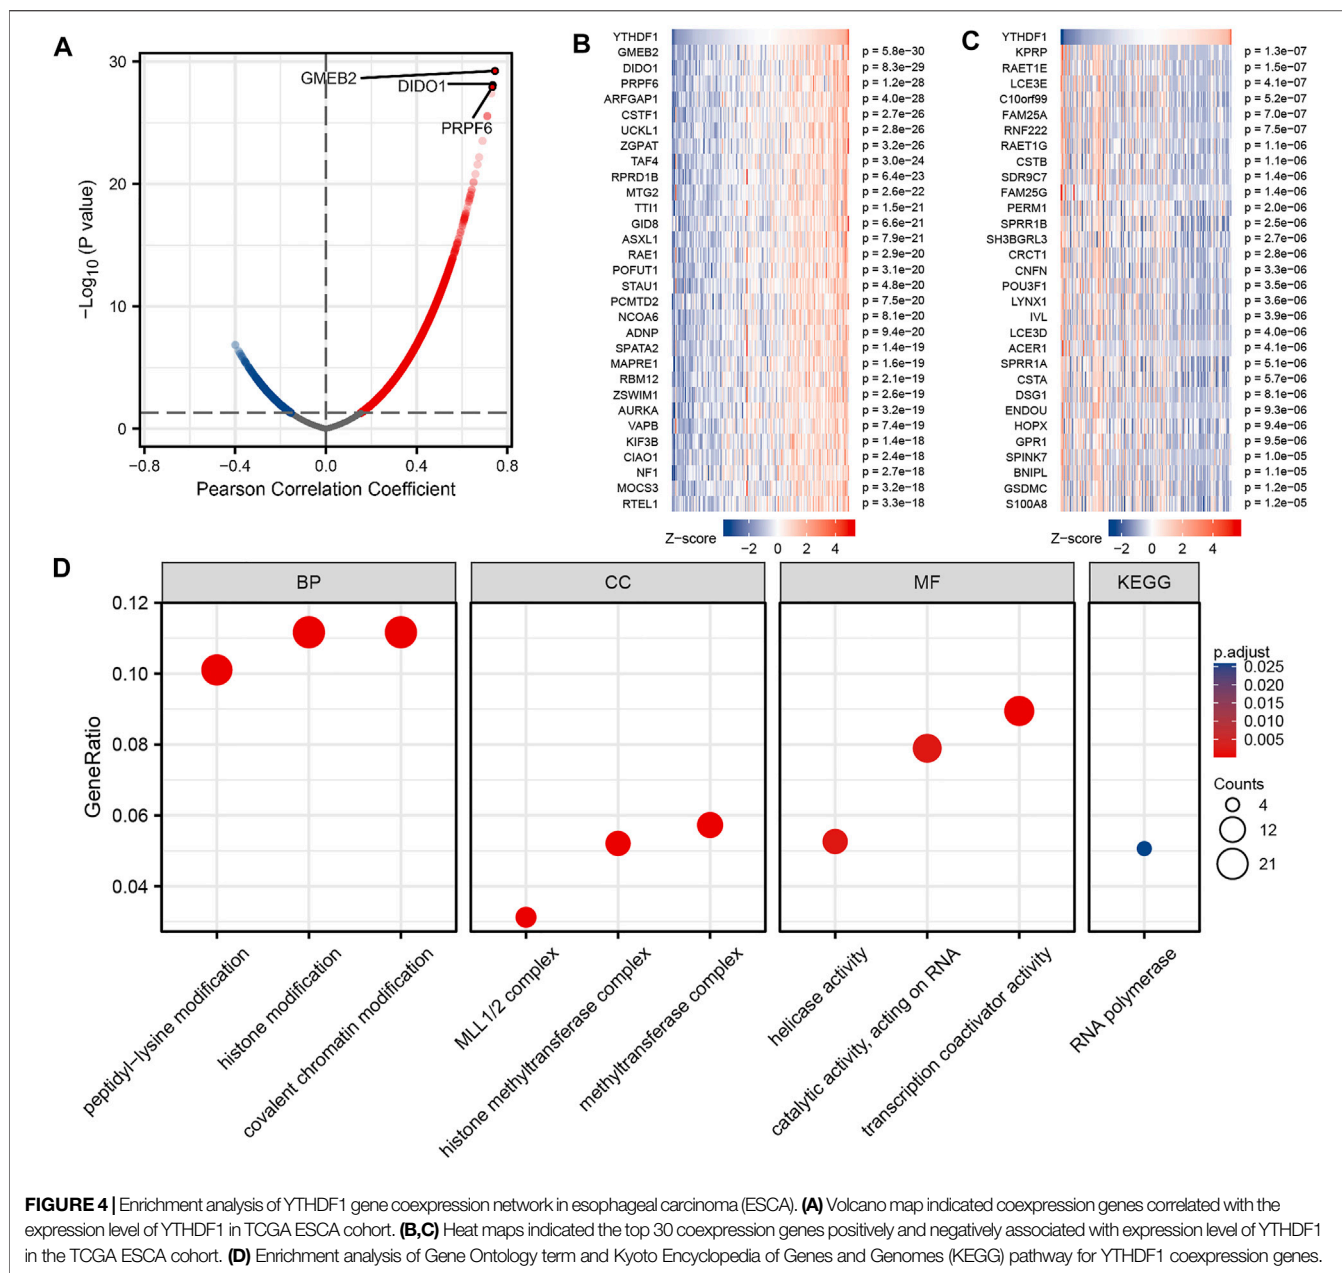 A
30
20
10
0
−Log10 (P value)
GMEB2
DIDO1
PRPF6
−0.8
−0.4
0.0
0.4
0.8
Pearson Correlation Coefficient
B
YTHDF1
GMEB2 p = 5.8e−30
DIDO1 p = 8.3e−29
PRPF6 p = 1.2e−28
ARFGAP1 p = 4.0e−28
CSTF1 p = 2.7e−26
UCKL1 p = 2.8e−26
ZGPAT p = 3.2e−26
TAF4 p = 3.0e−24
RPRD1B p = 6.4e−23
MTG2 p = 2.6e−22
TTI1 p = 1.5e−21
GID8 p = 6.6e−21
ASXL1 p = 7.9e−21
RAE1 p = 2.9e−20
POFUT1 p = 3.1e−20
STAU1 p = 4.8e−20
PCMTD2 p = 7.5e−20
NCOA6 p = 8.1e−20
ADNP p = 9.4e−20
SPATA2 p = 1.4e−19
MAPRE1 p = 1.6e−19
RBM12 p = 2.1e−19
ZSWIM1 p = 2.6e−19
AURKA p = 3.2e−19
VAPB p = 7.4e−19
KIF3B p = 1.4e−18
CIAO1 p = 2.4e−18
NF1 p = 2.7e−18
MOCS3 p = 3.2e−18
RTEL1 p = 3.3e−18
Z−score
−2 0 2 4
C
YTHDF1
KPRP p = 1.3e−07
RAET1E p = 1.5e−07
LCE3E p = 4.1e−07
C10orf99 p = 5.2e−07
FAM25A p = 7.0e−07
RNF222 p = 7.5e−07
RAET1G p = 1.1e−06
CSTB p = 1.1e−06
SDR9C7 p = 1.4e−06
FAM25G p = 1.4e−06
PERM1 p = 2.0e−06
SPRR1B p = 2.5e−06
SH3BGRL3 p = 2.7e−06
CRCT1 p = 2.8e−06
CNFN p = 3.3e−06
POU3F1 p = 3.5e−06
LYNX1 p = 3.6e−06
IVL p = 3.9e−06
LCE3D p = 4.0e−06
ACER1 p = 4.1e−06
SPRR1A p = 5.1e−06
CSTA p = 5.7e−06
DSG1 p = 8.1e−06
ENDOU p = 9.3e−06
HOPX p = 9.4e−06
GPR1 p = 9.5e−06
SPINK7 p = 1.0e−05
BNIPL p = 1.1e−05
GSDMC p = 1.2e−05
S100A8 p = 1.2e−05
Z−score
−2 0 2 4
D
BP
CC
MF
KEGG
0.12
0.10
0.08
0.06
0.04
GeneRatio
peptidyl−lysine modification
histone modification
covalent chromatin modification
MLL1/2 complex
histone methyltransferase complex
methyltransferase complex
helicase activity
catalytic activity, acting on RNA
transcription coactivator activity
RNA polymerase
p.adjust
0.025
0.020
0.015
0.010
0.005
Counts
4
12
21
FIGURE 4 | Enrichment analysis of YTHDF1 gene coexpression network in esophageal carcinoma (ESCA). (A) Volcano map indicated coexpression genes correlated with the
expression level of YTHDF1 in TCGA ESCA cohort. (B,C) Heat maps indicated the top 30 coexpression genes positively and negatively associated with expression level of YTHDF1
in the TCGA ESCA cohort. (D) Enrichment analysis of Gene Ontology term and Kyoto Encyclopedia of Genes and Genomes (KEGG) pathway for YTHDF1 coexpression genes.